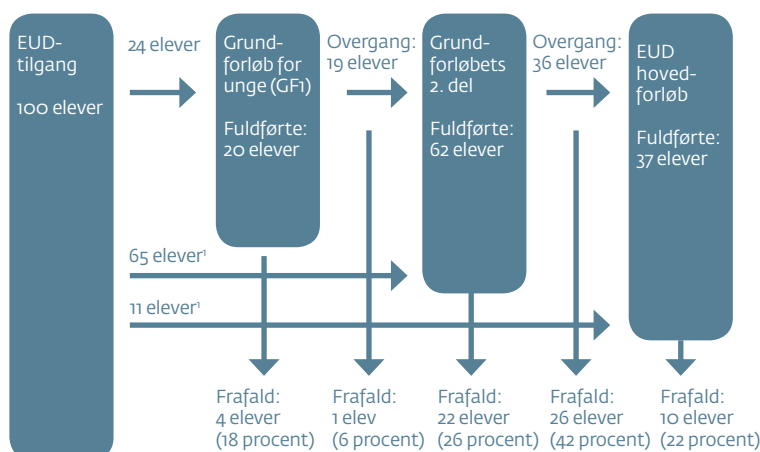 EUD-
tilgang
100 elever
24 elever
Grund-
forløb for
unge (GF1)
Fuldførte:
20 elever
Overgang:
19 elever
Grund-
forløbets
2. del
Fuldførte:
62 elever
Overgang:
36 elever
EUD
hoved-
forløb
Fuldførte:
37 elever
65 elever¹
11 elever¹
Frafald:
4 elever
(18 procent)
Frafald:
1 elev
(6 procent)
Frafald:
22 elever
(26 procent)
Frafald:
26 elever
(42 procent)
Frafald:
10 elever
(22 procent)